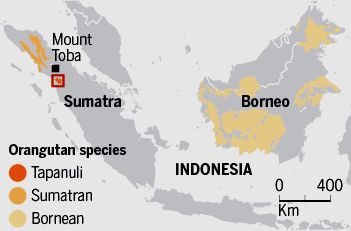 Mount
Toba
Sumatra
Borneo
Orangutan species
Tapanuli
Sumatran
Bornean
INDONESIA
0 400
Km